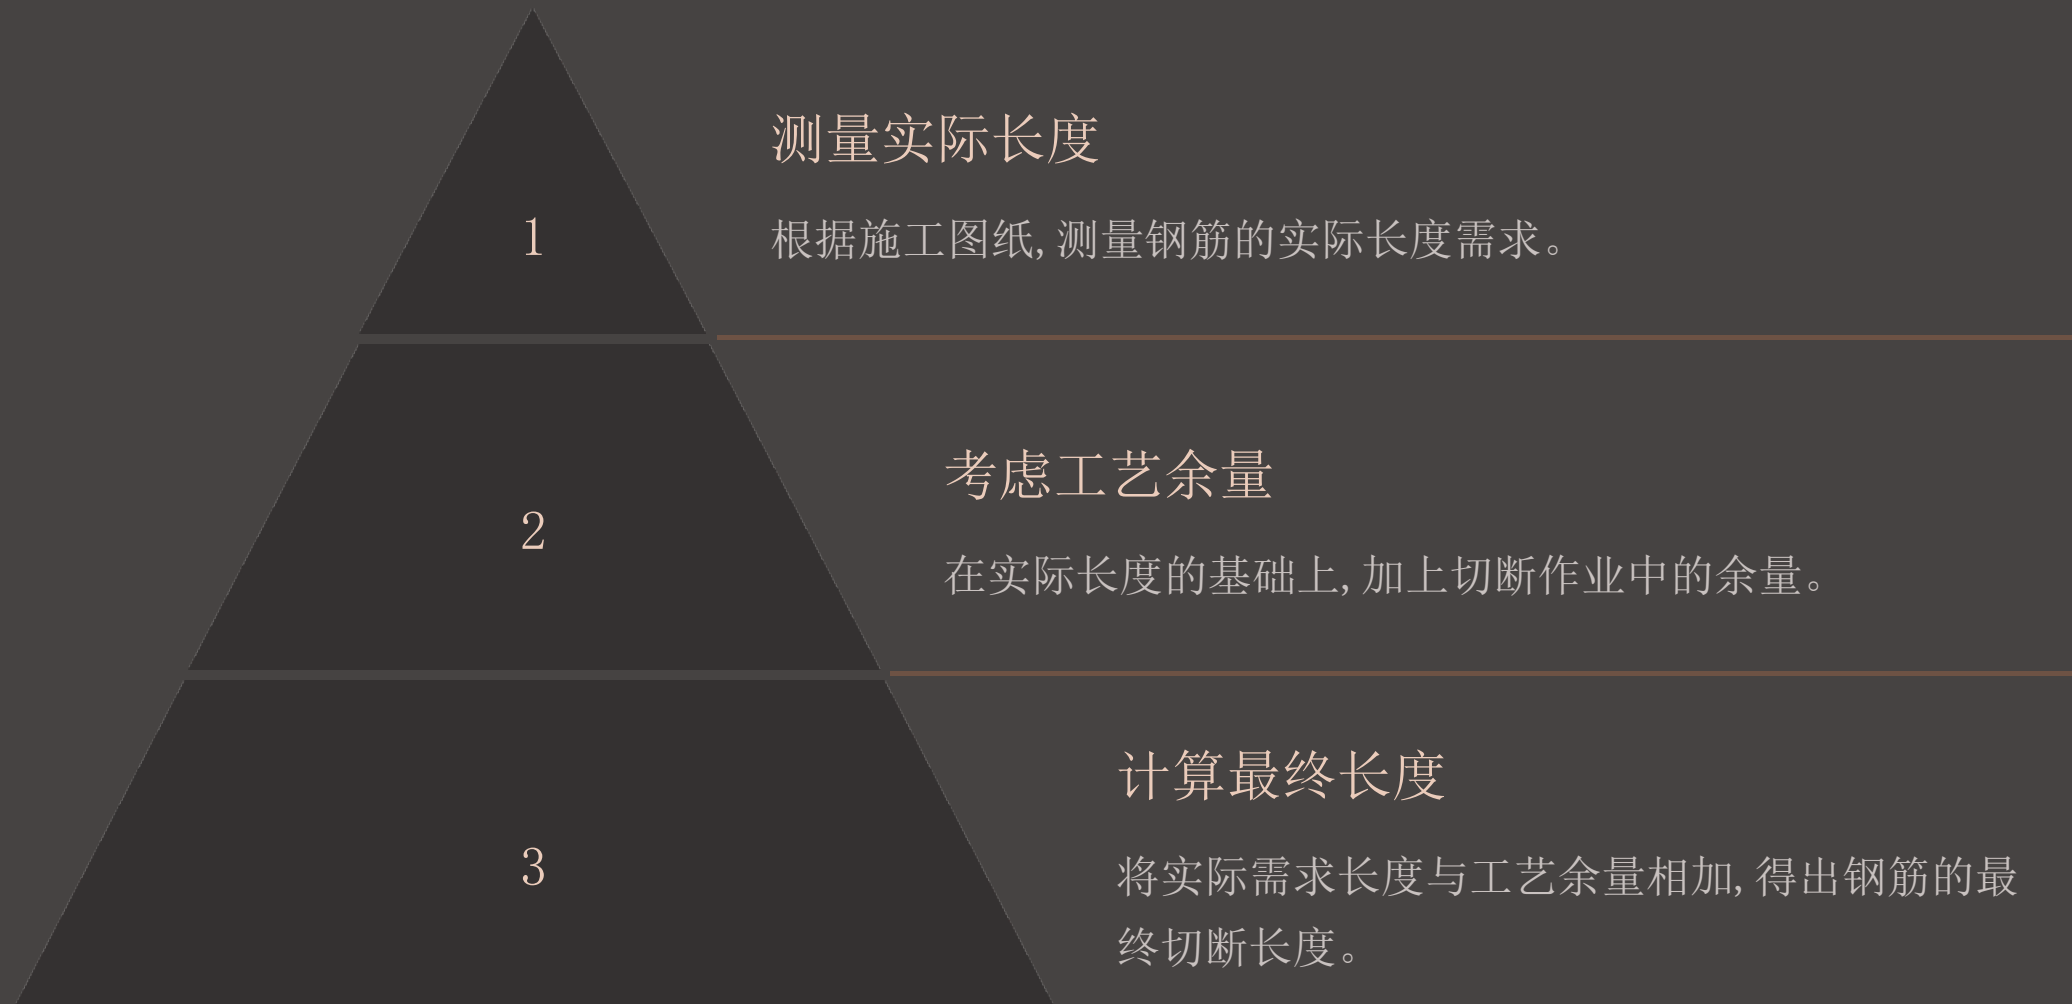 测量实际长度
根据施工图纸,测量钢筋的实际长度需求。
1
考虑工艺余量
在实际长度的基础上,加上切断作业中的余量。
2
计算最终长度
将实际需求长度与工艺余量相加,得出钢筋的最
终切断长度。
3